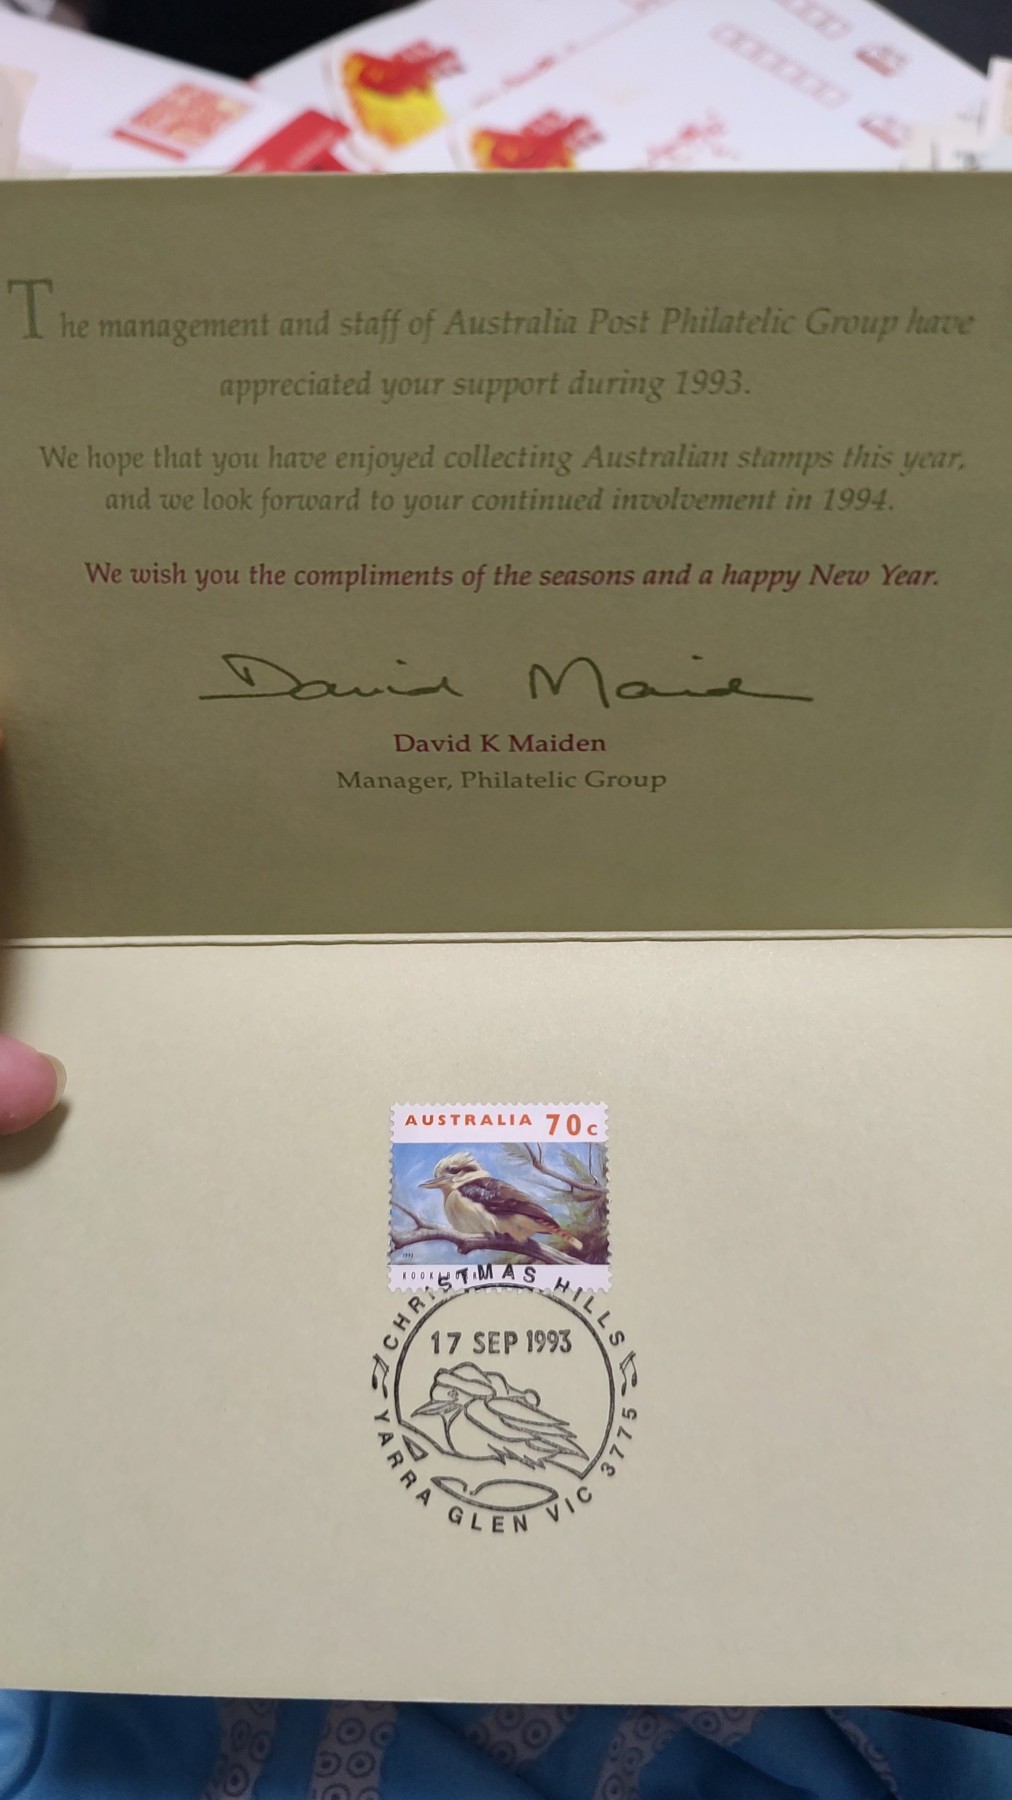 The management and staff of Australia Post Philatelic Group have
appreciated your support during 1993.
We hope that you have enjoyed collecting Australian stamps this year,
and we look forward to your continued involvement in 1994.
We wish you the compliments of the seasons and a happy New Year.
David Maide
David K Maiden
Manager, Philatelic Group
AUSTRALIA 70c
CHRISTMAS HILLS
17 SEP 1993
YARRA GLEN VIC 3775